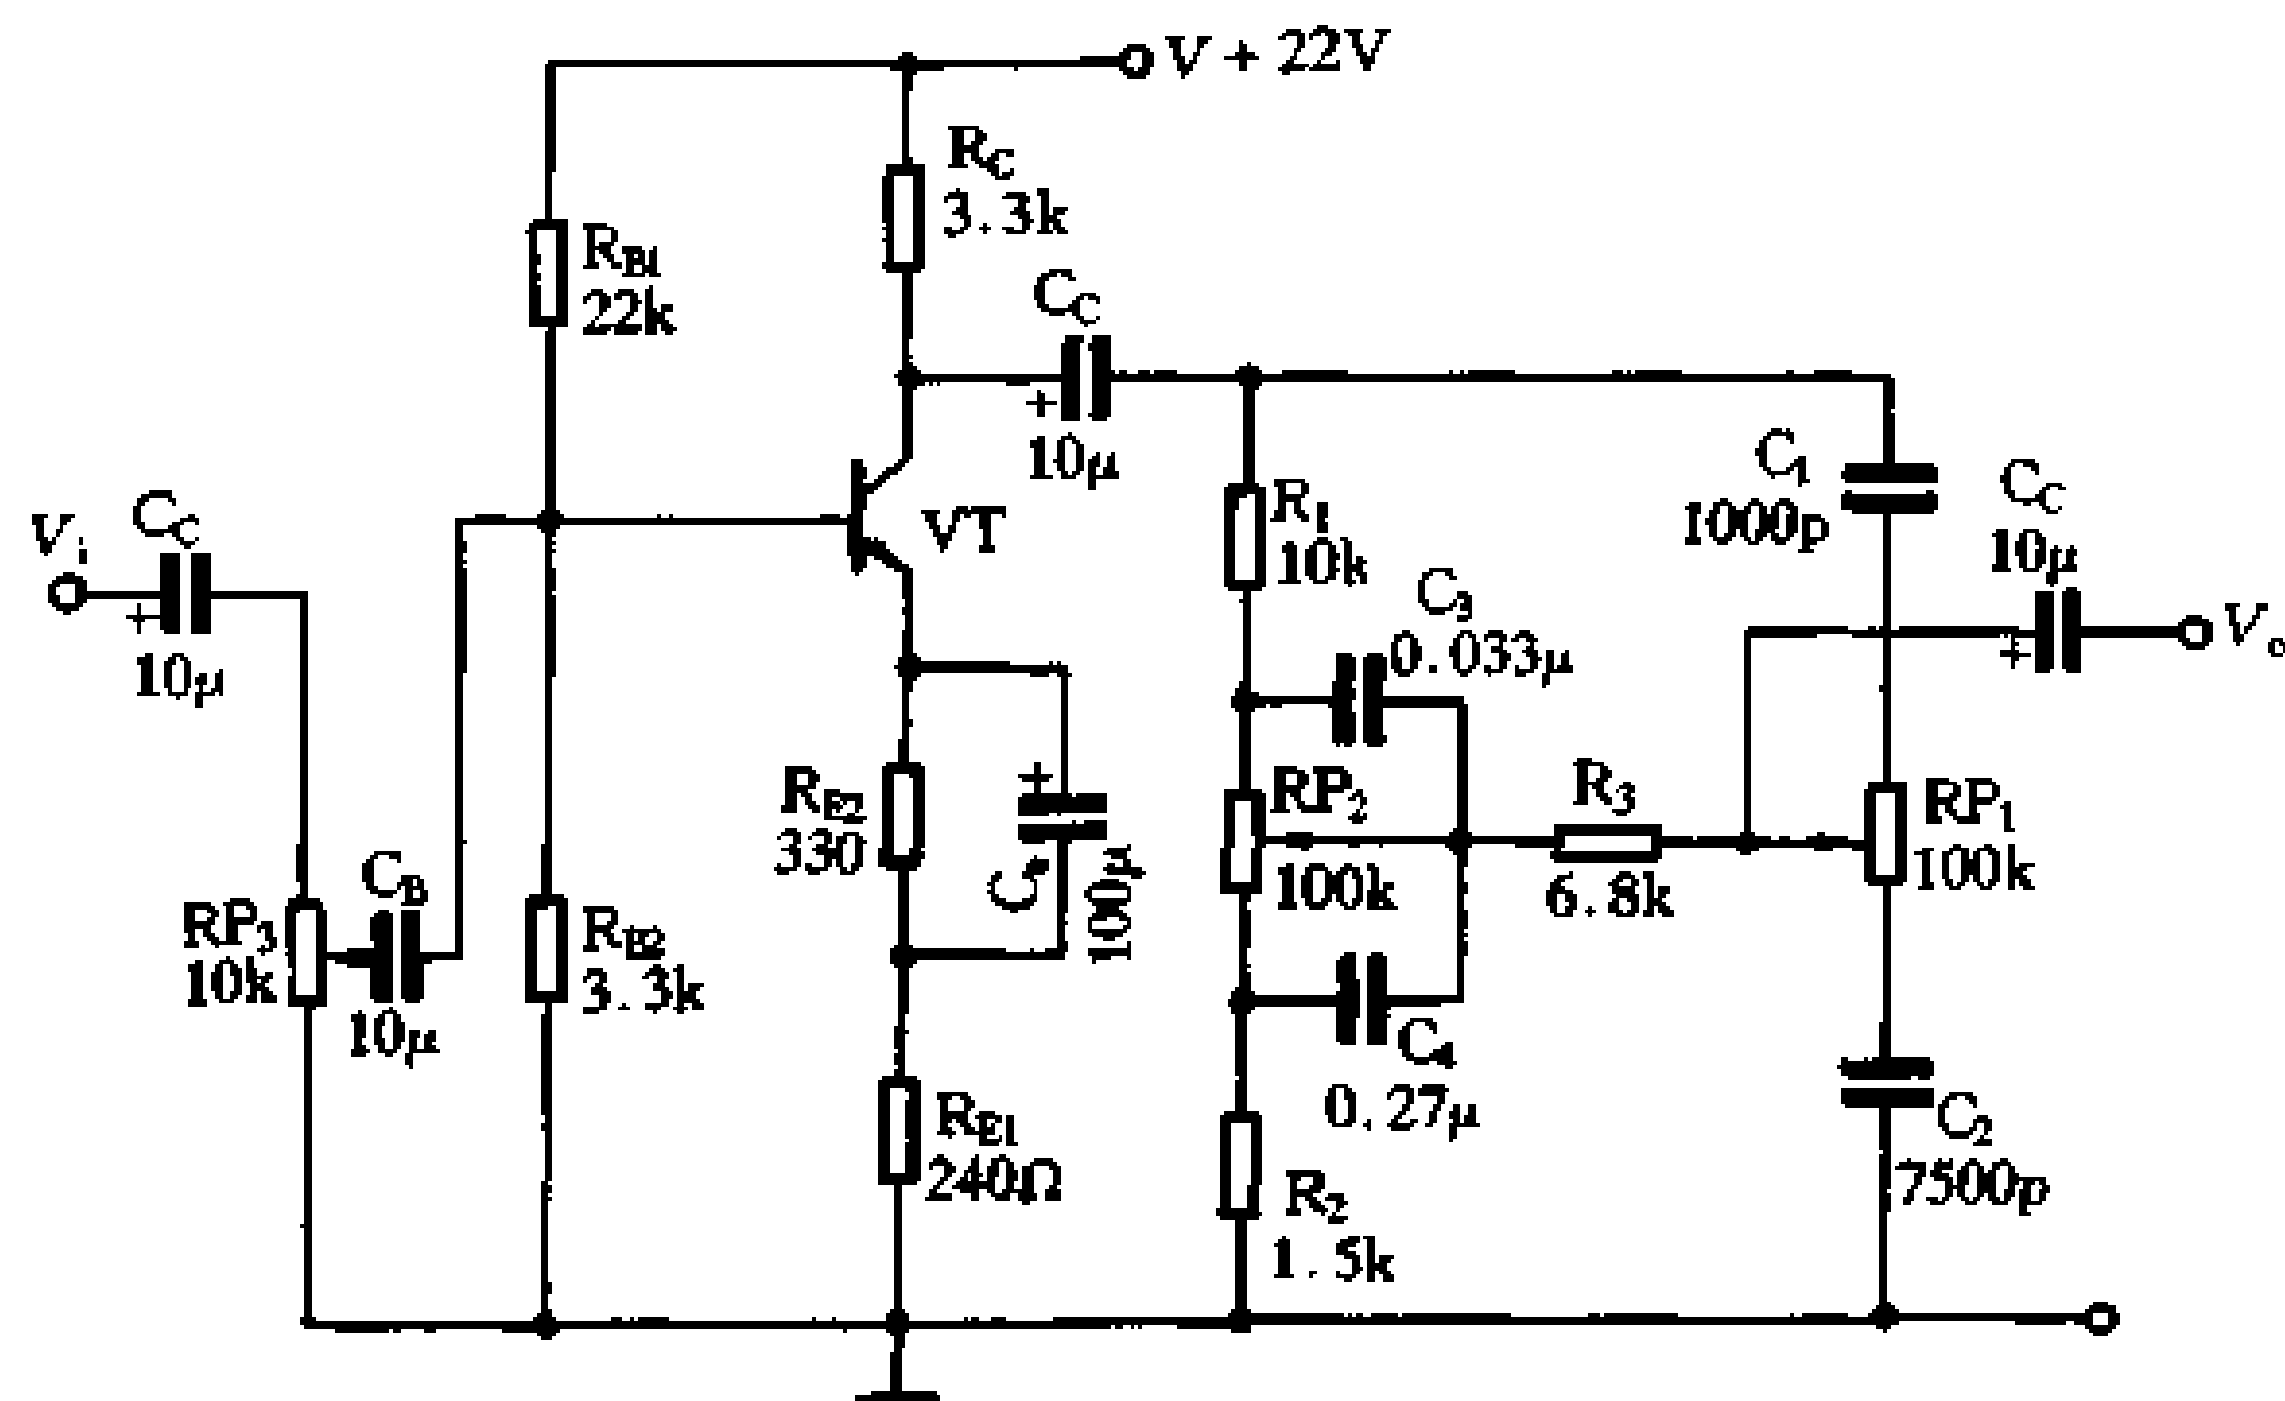 V + 22V
R_C
3.3k
R_B1
22k
C_C
10μ
V_i
C_C
10μ
VT
R_1
10k
C_1
1000p
C_C
10μ
V_o
C_3
0.033μ
RP_2
100k
R_3
6.8k
RP_1
100k
R_E2
330
C_e
100μ
C_B
10μ
RP_3
10k
R_B2
3.3k
C_4
0.27μ
R_E1
240Ω
R_2
1.5k
C_2
7500p
+
+
+
+